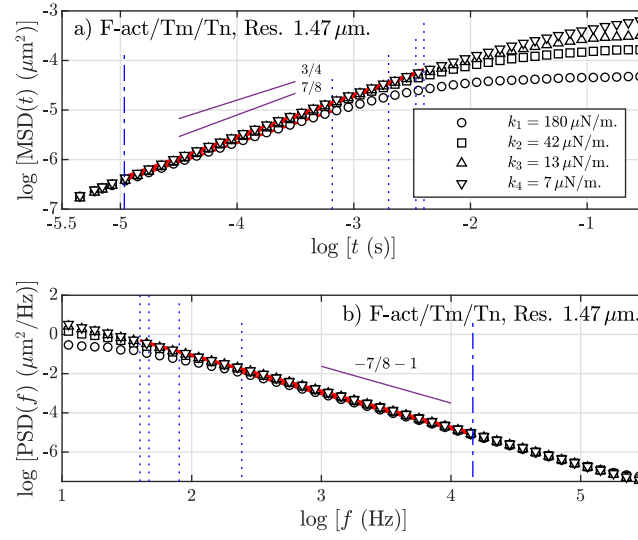 a) F-act/Tm/Tn, Res. 1.47 μm.
3/4
7/8
k₁ = 180 μN/m.
k₂ = 42 μN/m.
k₃ = 13 μN/m.
k₄ = 7 μN/m.
log [MSD(t) (μm²)]
-3
-4
-5
-6
-7
-5.5 -5 -4 -3 -2 -1 -0.5
log [t (s)]
b) F-act/Tm/Tn, Res. 1.47 μm.
−7/8 − 1
log [PSD(f) (μm²/Hz)]
2
0
-2
-4
-6
1 2 3 4 5
log [f (Hz)]